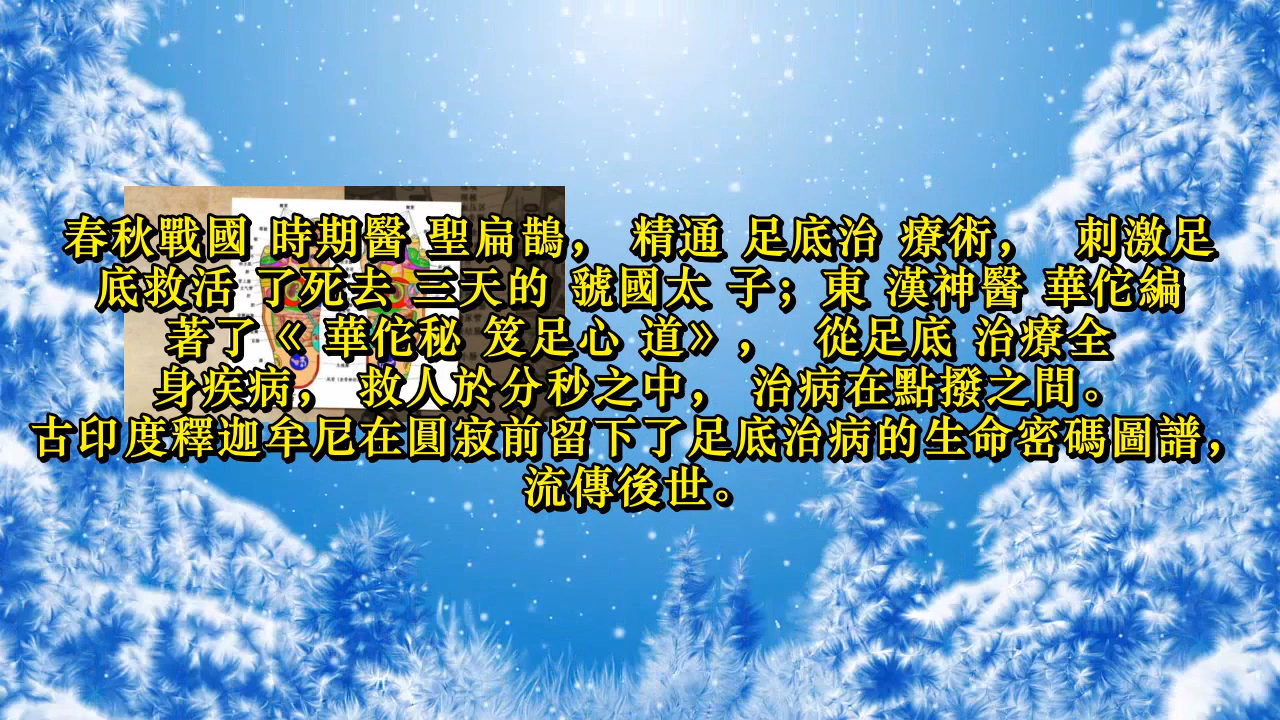 春秋戰國 時期醫 聖扁鵲， 精通 足底治 療術， 刺激足
底救活 了死去 三天的 虢國太 子；東 漢神醫 華佗編
著了《 華佗秘 笈足心 道》， 從足底 治療全
身疾病， 救人於分秒之中， 治病在點撥之間。
古印度釋迦牟尼在圓寂前留下了足底治病的生命密碼圖譜，
流傳後世。